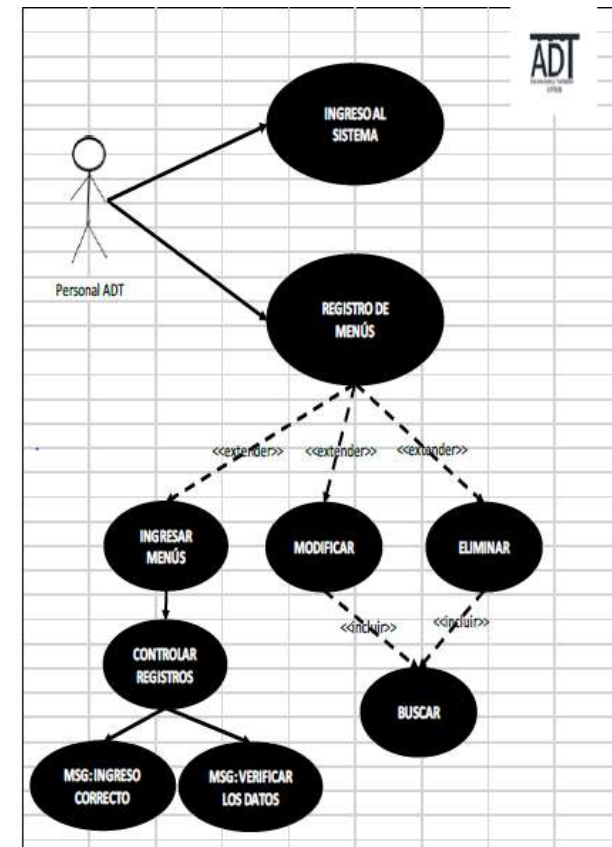 ADT
INGRESO AL
SISTEMA
Personal ADT
REGISTRO DE
MENÚS
<<extender>>
<<extender>>
<<extender>>
INGRESAR
MENÚS
MODIFICAR
ELIMINAR
<<incluir>>
<<incluir>>
CONTROLAR
REGISTROS
BUSCAR
MSG: INGRESO
CORRECTO
MSG: VERIFICAR
LOS DATOS